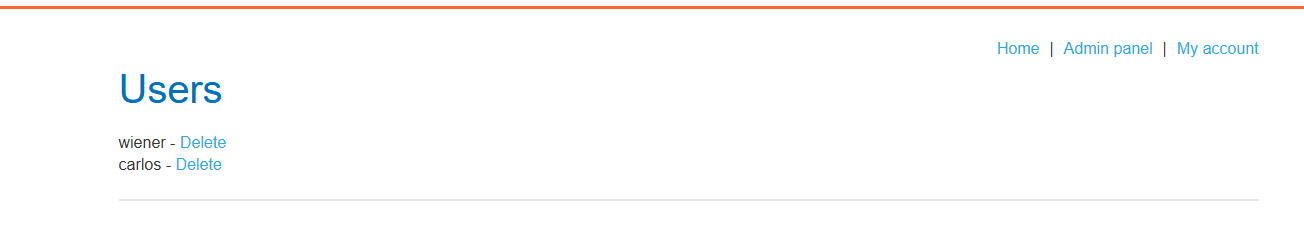 Home | Admin panel | My account
Users
wiener - Delete
carlos - Delete